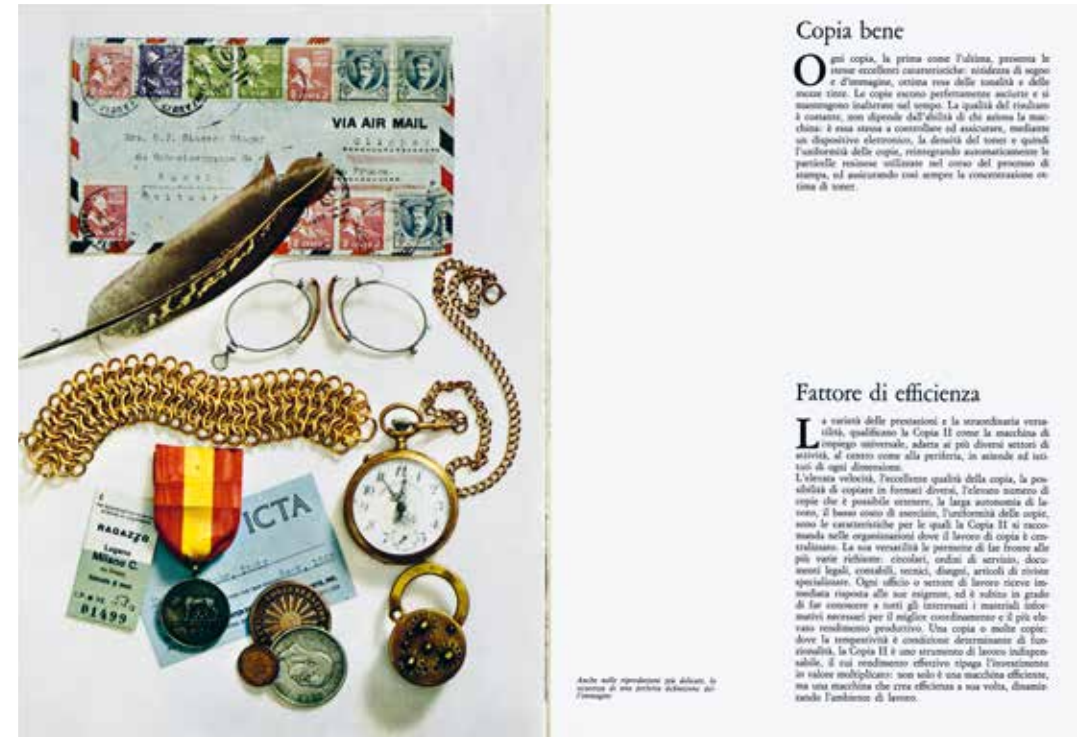 VIA AIR MAIL
ICTA
RAGAZZO
Lugano
Milano C.
01499
Copia bene
Ogni copia, la prima come l'ultima, presenta le
stesse eccellenti caratteristiche: nitidezza di segno
e d'immagine, ottima resa delle tonalità e delle
mezze tinte. Le copie escono perfettamente asciutte e si
mantengono inalterate nel tempo. La qualità del risultato
è costante, non dipende dall'abilità di chi aziona la mac-
china: è essa stessa a controllare ed assicurare, mediante
un dispositivo elettronico, la densità del toner e quindi
l'uniformità delle copie, reintegrando automaticamente le
particelle resinose utilizzate nel corso del processo di
stampa, ed assicurando così sempre la concentrazione ot-
tima di toner.
Fattore di efficienza
La varietà delle prestazioni e la straordinaria versa-
tilità, qualificano la Copia II come la macchina di
impiego universale, adatta ai più diversi settori di
attività, al centro come alla periferia, in aziende ed isti-
tuti di ogni dimensione.
L'elevata velocità, l'eccellente qualità della copia, la pos-
sibilità di copiare in formati diversi, l'elevato numero di
copie che è possibile ottenere, la larga autonomia di la-
voro, il basso costo di esercizio, l'uniformità delle copie,
sono le caratteristiche per le quali la Copia II si racco-
manda nelle organizzazioni dove il lavoro di copia è cen-
tralizzato. La sua versatilità le permette di far fronte alle
più varie richieste: circolari, ordini di servizio, docu-
menti legali, contabili, tecnici, disegni, articoli di riviste
specializzate. Ogni ufficio o settore di lavoro riceve im-
mediata risposta alle sue esigenze, ed è subito in grado
di far conoscere a tutti gli interessati i materiali infor-
mativi necessari per il miglior coordinamento e il più ele-
vato rendimento produttivo. Una copia o molte copie:
dove la tempestività è condizione determinante di fun-
zionalità, la Copia II è uno strumento di lavoro indispen-
sabile, il cui rendimento effettivo ripaga l'investimento
in valore moltiplicato: non solo è una macchina efficiente,
ma una macchina che crea efficienza a sua volta, dinamiz-
zando l'ambiente di lavoro.
Anche nelle riproduzioni più delicate, la
sicurezza di una perfetta definizione del-
l'immagine